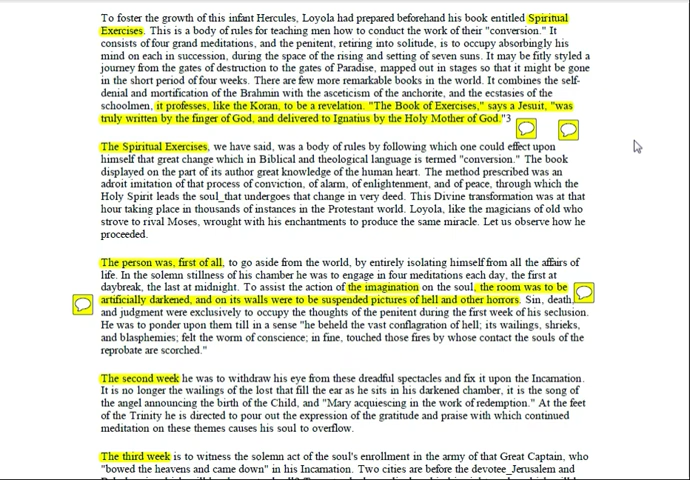 To foster the growth of this infant Hercules, Loyola had prepared beforehand his book entitled Spiritual
Exercises. This is a body of rules for teaching men how to conduct the work of their "conversion." It
consists of four grand meditations, and the penitent, retiring into solitude, is to occupy absorbingly his
mind on each in succession, during the space of the rising and setting of seven suns. It may be fitly styled a
journey from the gates of destruction to the gates of Paradise, mapped out in stages so that it might be gone
in the short period of four weeks. There are few more remarkable books in the world. It combines the self-
denial and mortification of the Brahmin with the asceticism of the anchorite, and the ecstasies of the
schoolmen, it professes, like the Koran, to be a revelation. "The Book of Exercises," says a Jesuit, "was
truly written by the finger of God, and delivered to Ignatius by the Holy Mother of God."3
The Spiritual Exercises, we have said, was a body of rules by following which one could effect upon
himself that great change which in Biblical and theological language is termed "conversion." The book
displayed on the part of its author great knowledge of the human heart. The method prescribed was an
adroit imitation of that process of conviction, of alarm, of enlightenment, and of peace, through which the
Holy Spirit leads the soul_that undergoes that change in very deed. This Divine transformation was at that
hour taking place in thousands of instances in the Protestant world. Loyola, like the magicians of old who
strove to rival Moses, wrought with his enchantments to produce the same miracle. Let us observe how he
proceeded.
The person was, first of all, to go aside from the world, by entirely isolating himself from all the affairs of
life. In the solemn stillness of his chamber he was to engage in four meditations each day, the first at
daybreak, the last at midnight. To assist the action of the imagination on the soul, the room was to be
artificially darkened, and on its walls were to be suspended pictures of hell and other horrors. Sin, death,
and judgment were exclusively to occupy the thoughts of the penitent during the first week of his seclusion.
He was to ponder upon them till in a sense "he beheld the vast conflagration of hell; its wailings, shrieks,
and blasphemies; felt the worm of conscience; in fine, touched those fires by whose contact the souls of the
reprobate are scorched."
The second week he was to withdraw his eye from these dreadful spectacles and fix it upon the Incarnation.
It is no longer the wailings of the lost that fill the ear as he sits in his darkened chamber, it is the song of
the angel announcing the birth of the Child, and "Mary acquiescing in the work of redemption." At the feet
of the Trinity he is directed to pour out the expression of the gratitude and praise with which continued
meditation on these themes causes his soul to overflow.
The third week is to witness the solemn act of the soul's enrollment in the army of that Great Captain, who
"bowed the heavens and came down" in his Incarnation. Two cities are before the devotee_Jerusalem and